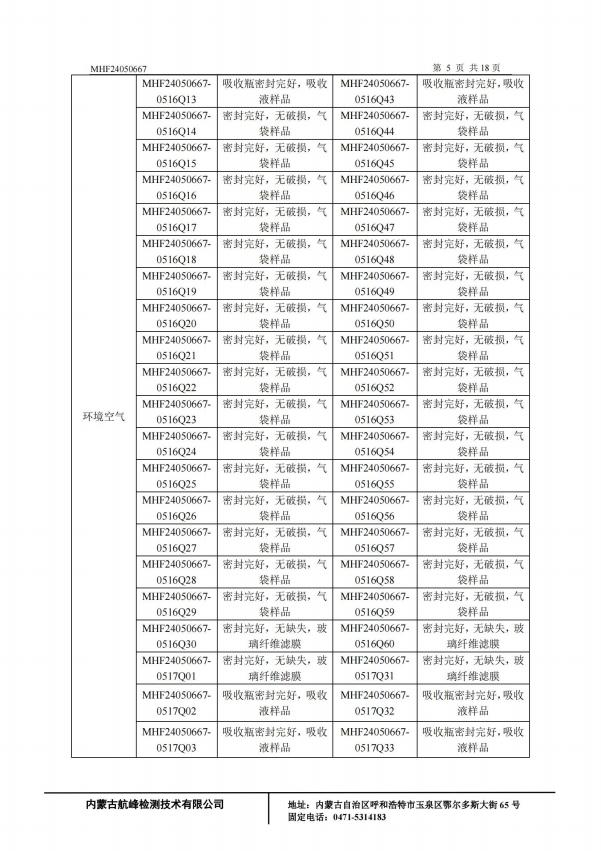 MHF24050667 第 5 页 共 18 页
MHF24050667- 吸收瓶密封完好，吸收 MHF24050667- 吸收瓶密封完好，吸收
0516Q13 液样品 0516Q43 液样品
MHF24050667- 密封完好，无破损，气 MHF24050667- 密封完好，无破损，气
0516Q14 袋样品 0516Q44 袋样品
MHF24050667- 密封完好，无破损，气 MHF24050667- 密封完好，无破损，气
0516Q15 袋样品 0516Q45 袋样品
MHF24050667- 密封完好，无破损，气 MHF24050667- 密封完好，无破损，气
0516Q16 袋样品 0516Q46 袋样品
MHF24050667- 密封完好，无破损，气 MHF24050667- 密封完好，无破损，气
0516Q17 袋样品 0516Q47 袋样品
MHF24050667- 密封完好，无破损，气 MHF24050667- 密封完好，无破损，气
0516Q18 袋样品 0516Q48 袋样品
MHF24050667- 密封完好，无破损，气 MHF24050667- 密封完好，无破损，气
0516Q19 袋样品 0516Q49 袋样品
MHF24050667- 密封完好，无破损，气 MHF24050667- 密封完好，无破损，气
0516Q20 袋样品 0516Q50 袋样品
MHF24050667- 密封完好，无破损，气 MHF24050667- 密封完好，无破损，气
0516Q21 袋样品 0516Q51 袋样品
MHF24050667- 密封完好，无破损，气 MHF24050667- 密封完好，无破损，气
0516Q22 袋样品 0516Q52 袋样品
MHF24050667- 密封完好，无破损，气 MHF24050667- 密封完好，无破损，气
环境空气
0516Q23 袋样品 0516Q53 袋样品
MHF24050667- 密封完好，无破损，气 MHF24050667- 密封完好，无破损，气
0516Q24 袋样品 0516Q54 袋样品
MHF24050667- 密封完好，无破损，气 MHF24050667- 密封完好，无破损，气
0516Q25 袋样品 0516Q55 袋样品
MHF24050667- 密封完好，无破损，气 MHF24050667- 密封完好，无破损，气
0516Q26 袋样品 0516Q56 袋样品
MHF24050667- 密封完好，无破损，气 MHF24050667- 密封完好，无破损，气
0516Q27 袋样品 0516Q57 袋样品
MHF24050667- 密封完好，无破损，气 MHF24050667- 密封完好，无破损，气
0516Q28 袋样品 0516Q58 袋样品
MHF24050667- 密封完好，无破损，气 MHF24050667- 密封完好，无破损，气
0516Q29 袋样品 0516Q59 袋样品
MHF24050667- 密封完好，无缺失，玻 MHF24050667- 密封完好，无缺失，玻
0516Q30 璃纤维滤膜 0516Q60 璃纤维滤膜
MHF24050667- 密封完好，无缺失，玻 MHF24050667- 密封完好，无缺失，玻
0517Q01 璃纤维滤膜 0517Q31 璃纤维滤膜
MHF24050667- 吸收瓶密封完好，吸收 MHF24050667- 吸收瓶密封完好，吸收
0517Q02 液样品 0517Q32 液样品
MHF24050667- 吸收瓶密封完好，吸收 MHF24050667- 吸收瓶密封完好，吸收
0517Q03 液样品 0517Q33 液样品
内蒙古航峰检测技术有限公司 地址：内蒙古自治区呼和浩特市玉泉区鄂尔多斯大街 65 号
固定电话：0471-5314183